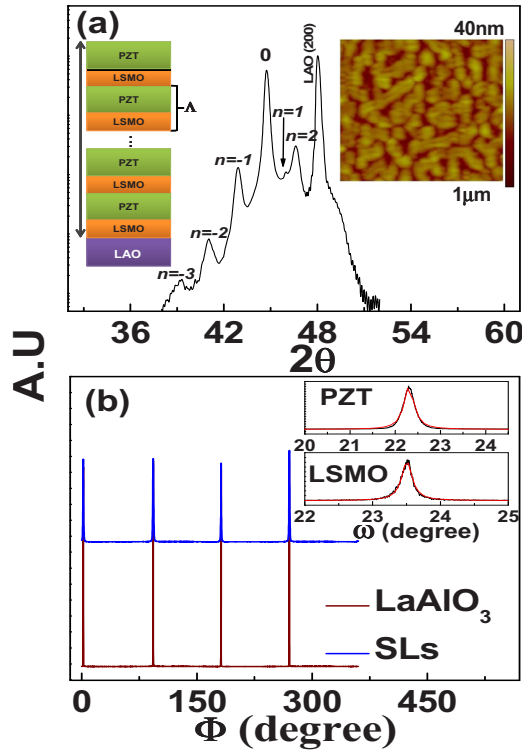 (a)
40nm
PZT
LSMO
PZT
Λ
LSMO
PZT
LSMO
PZT
LSMO
LAO
0
n=1
n=2
LAO (200)
n=-1
n=-2
n=-3
1μm
36 42 48 54 60
2θ
A.U
(b)
PZT
20 21 22 23 24
LSMO
22 23 24 25
ω (degree)
LaAlO3
SLs
0 150 300 450
Φ (degree)